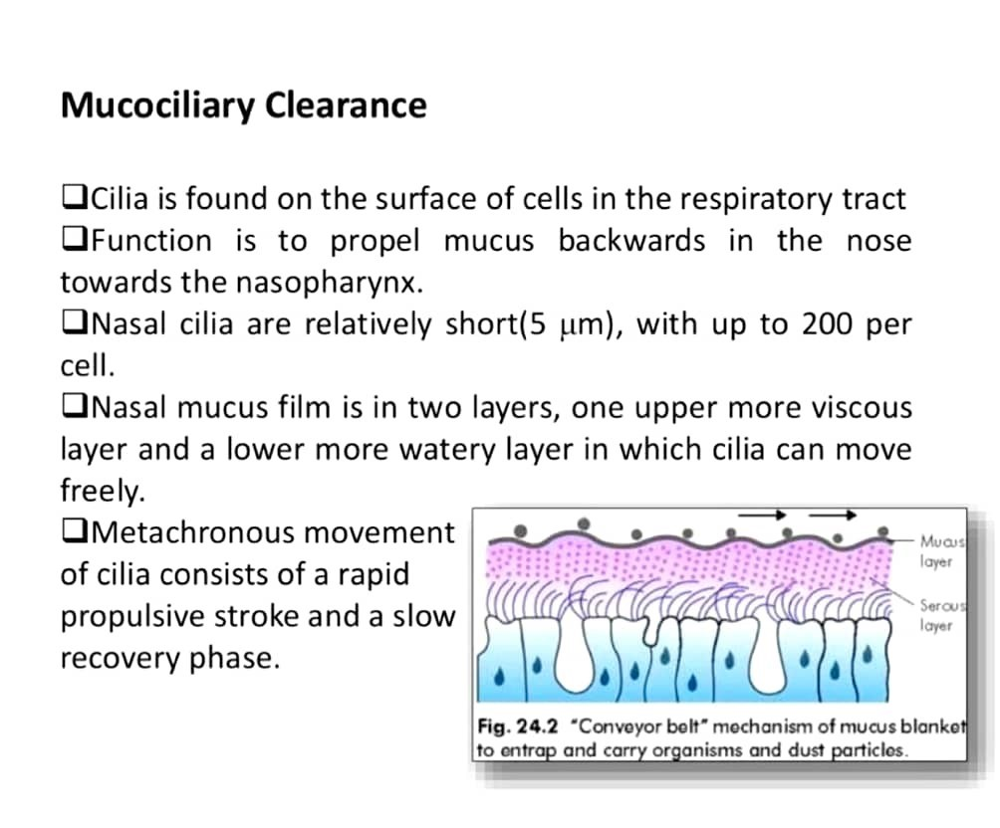 Mucociliary Clearance
❑Cilia is found on the surface of cells in the respiratory tract
❑Function is to propel mucus backwards in the nose
towards the nasopharynx.
❑Nasal cilia are relatively short(5 μm), with up to 200 per
cell.
❑Nasal mucus film is in two layers, one upper more viscous
layer and a lower more watery layer in which cilia can move
freely.
❑Metachronous movement
of cilia consists of a rapid
propulsive stroke and a slow
recovery phase.
Mucus
layer
Serous
layer
Fig. 24.2 "Conveyor belt" mechanism of mucus blanket
to entrap and carry organisms and dust particles.